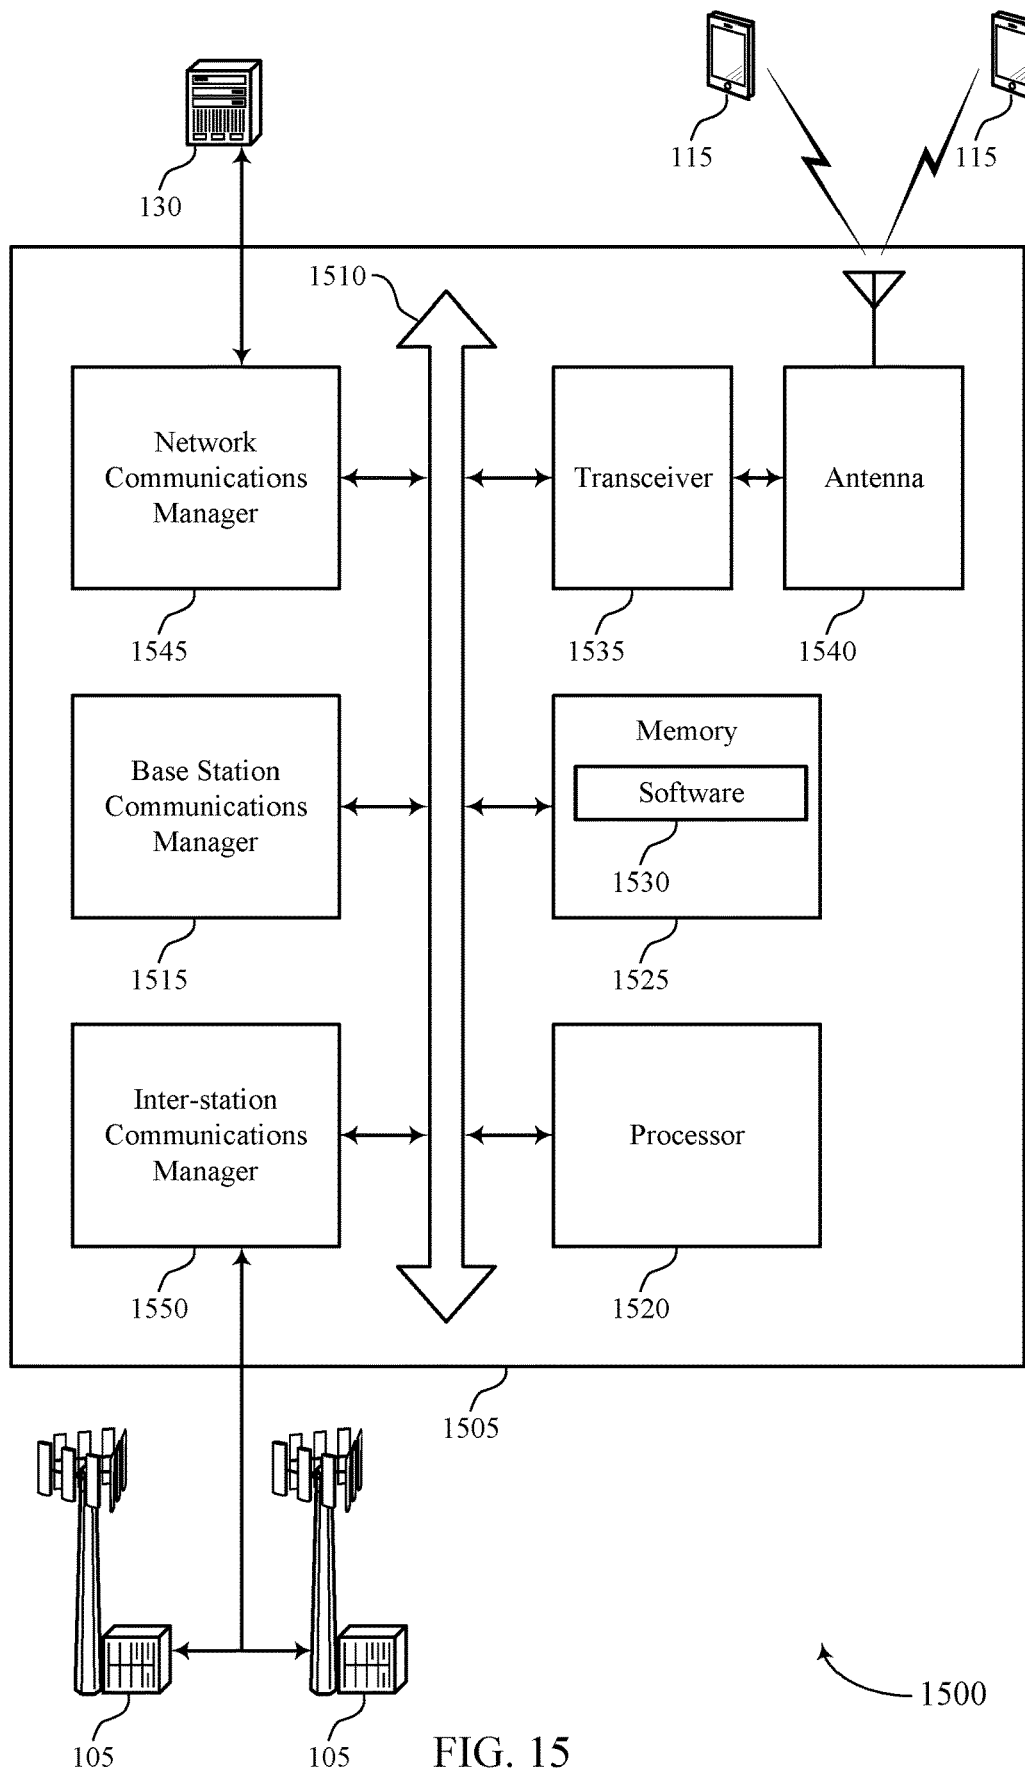 130
115
115
1510
Network
Communications
Manager
Transceiver
Antenna
1545
1535
1540
Base Station
Communications
Manager
Memory
Software
1530
1515
1525
Inter-station
Communications
Manager
Processor
1550
1520
1505
105
105
1500
FIG. 15